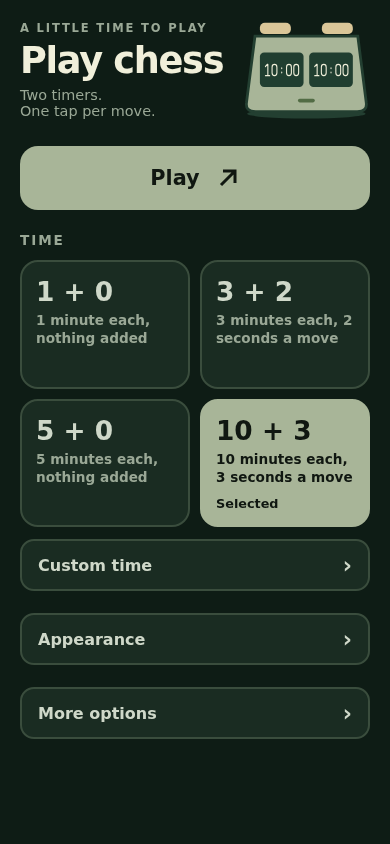 A LITTLE TIME TO PLAY
Play chess
Two timers.
One tap per move.
10:00 10:00
Play
TIME
1 + 0
1 minute each,
nothing added
3 + 2
3 minutes each, 2
seconds a move
5 + 0
5 minutes each,
nothing added
10 + 3
10 minutes each,
3 seconds a move
Selected
Custom time
Appearance
More options